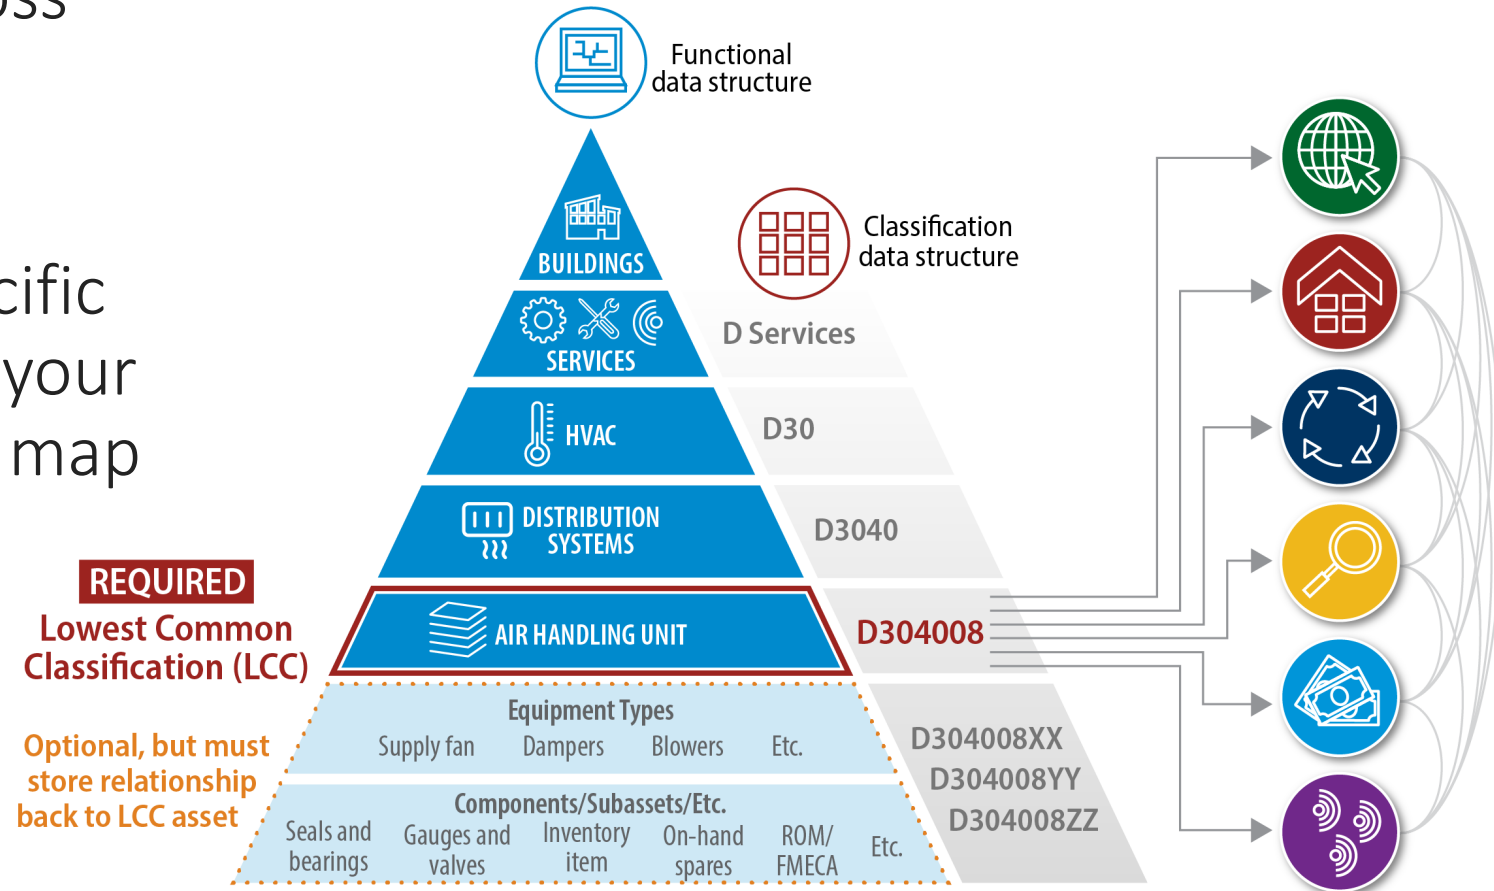 Functional
data structure
BUILDINGS
Classification
data structure
SERVICES
D Services
your
map
HVAC
D30
DISTRIBUTION
SYSTEMS
D3040
REQUIRED
Lowest Common
Classification (LCC)
AIR HANDLING UNIT
D304008
Optional, but must
store relationship
back to LCC asset
Equipment Types
Supply fan
Dampers
Blowers
Etc.
D304008XX
D304008YY
D304008ZZ
Components/Subassets/Etc.
Seals and
bearings
Gauges and
valves
Inventory
item
On-hand
spares
ROM/
FMECA
Etc.